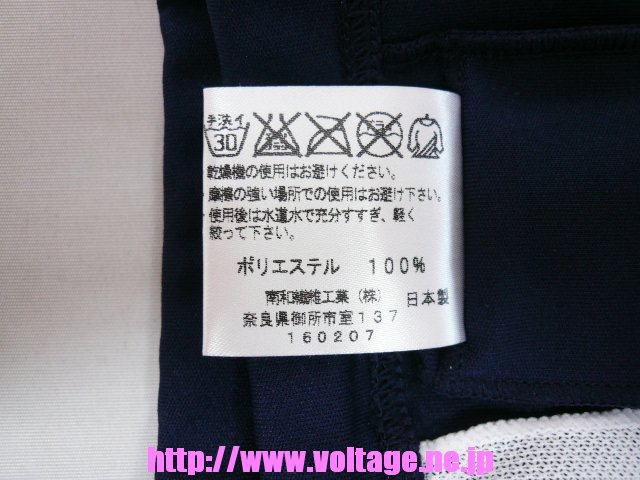 手洗イ
30
乾燥機の使用はお避けください。
摩擦の強い場所での使用はお避け下さい。
使用後は水道水で充分すすぎ、軽く
絞って下さい。
ポリエステル 100%
南和繊維工業(株) 日本製
奈良県御所市室137
160207
http://www.voltage.ne.jp